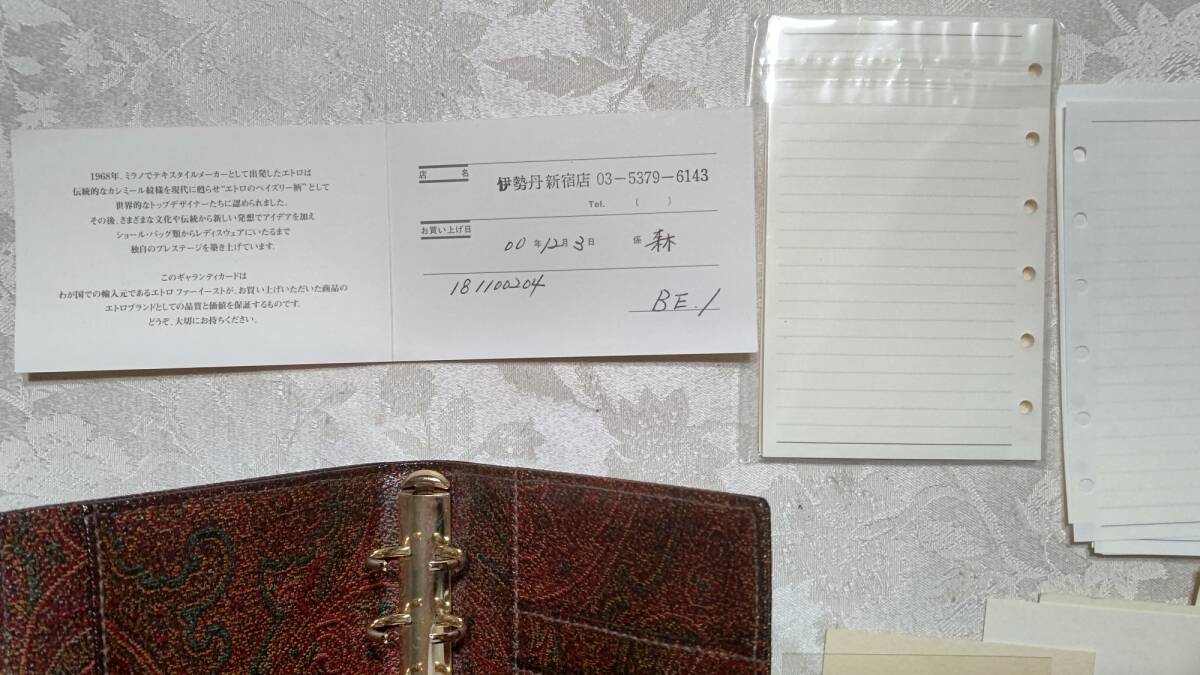 1968年、ミラノでテキスタイルメーカーとして出発したエトロは
伝統的なカシミール紋様を現代に甦らせ“エトロのペイズリー柄”として
世界的なトップデザイナーたちに認められました。
その後、さまざまな文化や伝統から新しい発想でアイデアを加え
ショール・バッグ類からレディスウェアにいたるまで
独自のプレステージを築き上げています.
このギャランティカードは
わが国での輸入元であるエトロ ファーイーストが、お買い上げいただいた商品の
エトロブランドとしての品質と価値を保証するものです.
どうぞ、大切にお持ちください。
店 名 伊勢丹新宿店 03-5379-6143
Tel. ( )
お買い上げ日 00年12月3日 係 森
181100204
BE.1